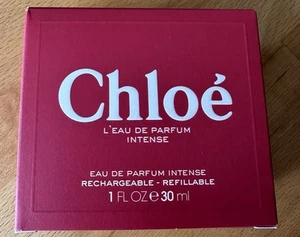 Chloé
L'EAU DE PARFUM
INTENSE
EAU DE PARFUM INTENSE
RECHARGEABLE - REFILLABLE
1 FL OZ ℮ 30 ml